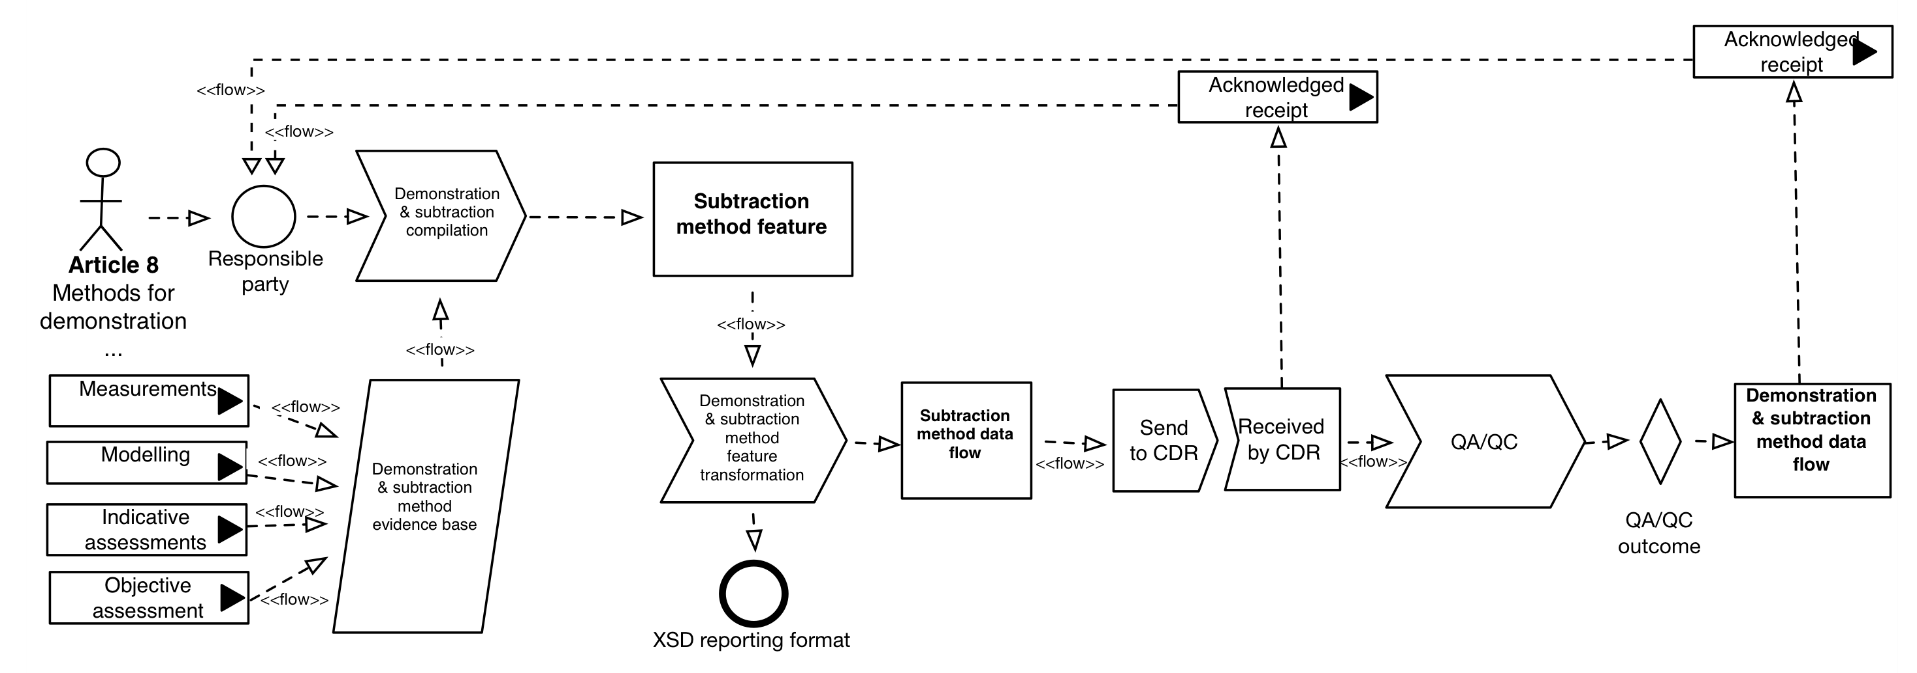 Acknowledged
receipt
Acknowledged
receipt
<<flow>>
<<flow>>
Article 8
Methods for
demonstration
...
Responsible
party
Demonstration
& subtraction
compilation
Subtraction
method feature
<<flow>>
<<flow>>
Measurements
<<flow>>
Modelling
<<flow>>
Indicative
assessments
<<flow>>
Objective
assessment
<<flow>>
Demonstration
& subtraction
method
evidence base
Demonstration
& subtraction
method
feature
transformation
XSD reporting format
Subtraction
method data
flow
<<flow>>
Send
to CDR
Received
by CDR
<<flow>>
QA/QC
QA/QC
outcome
Demonstration
& subtraction
method data
flow